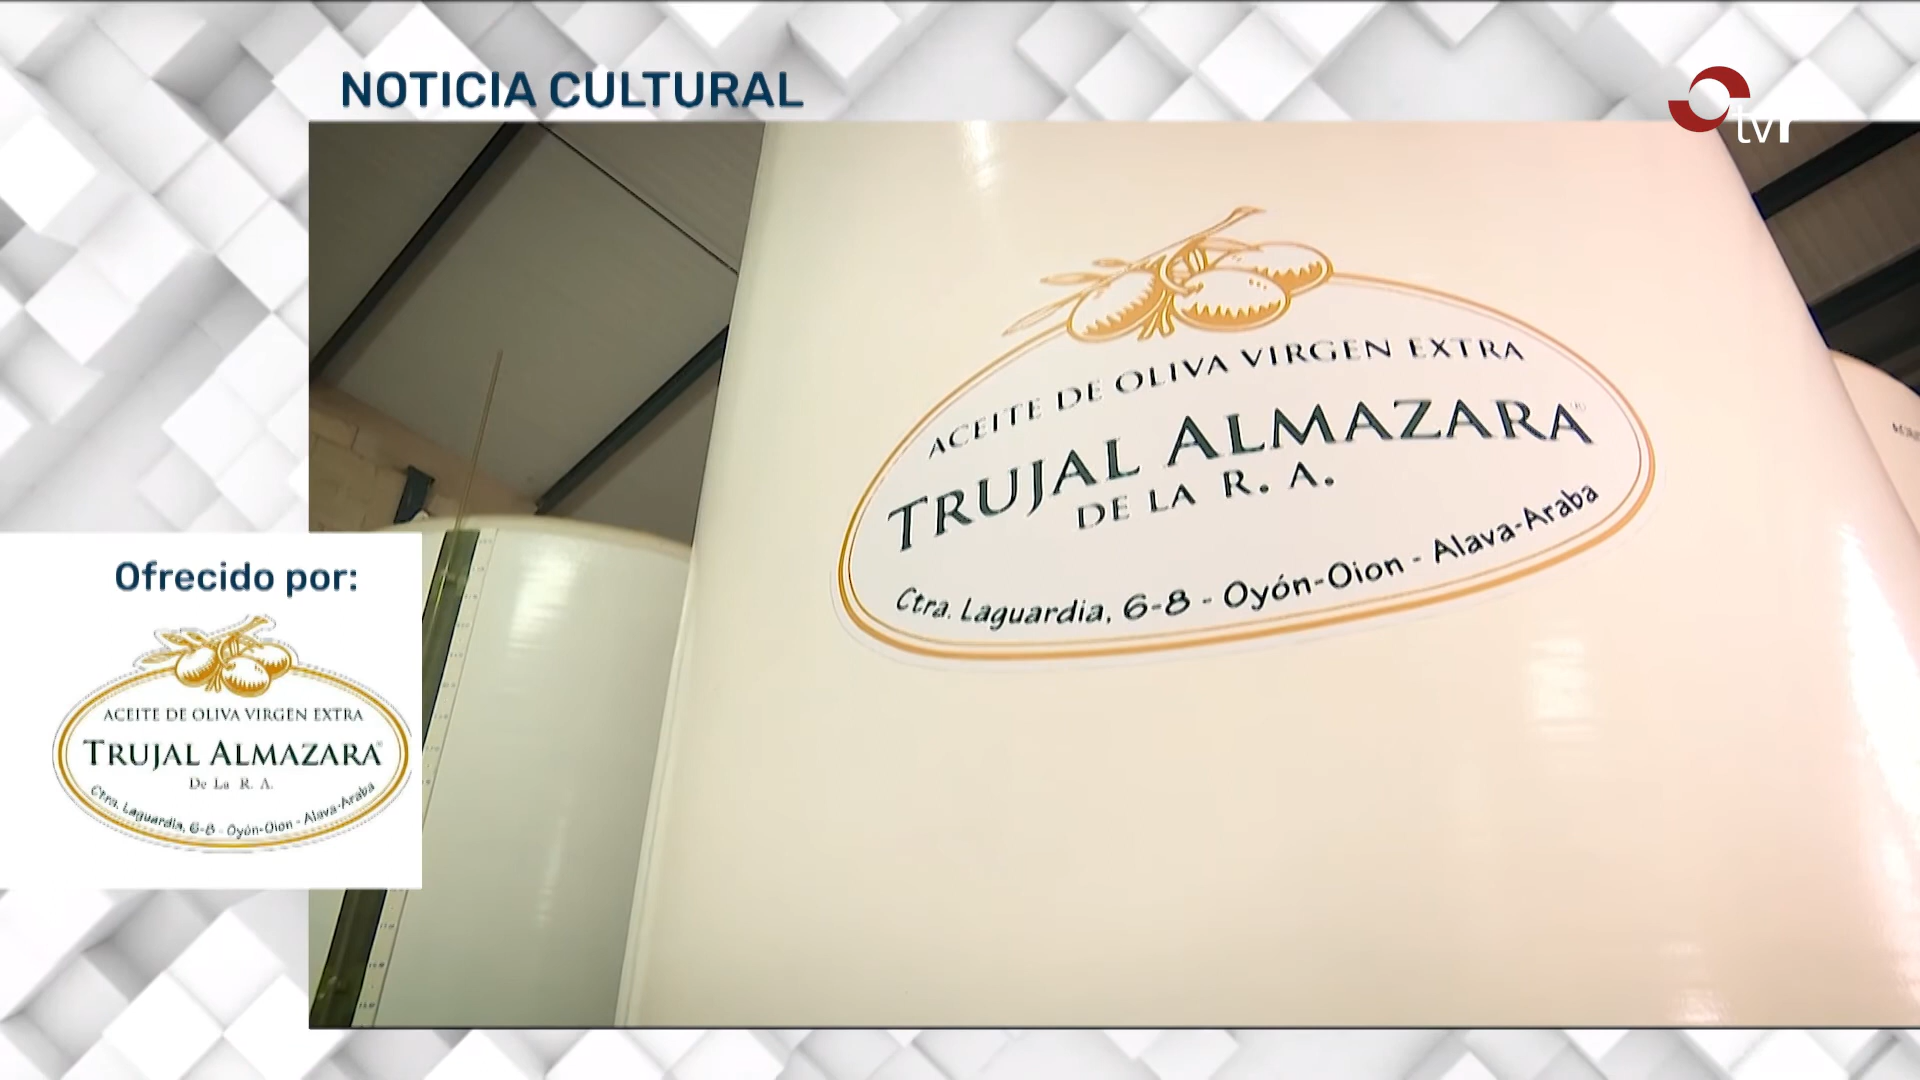 NOTICIA CULTURAL
tvr
ACEITE DE OLIVA VIRGEN EXTRA
TRUJAL ALMAZARA®
DE LA R. A.
Ctra. Laguardia, 6-8 - Oyón-Oion - Alava-Araba
Ofrecido por:
ACEITE DE OLIVA VIRGEN EXTRA
TRUJAL ALMAZARA®
De La R. A.
Ctra. Laguardia, 6-8 - Oyón-Oion - Alava-Araba